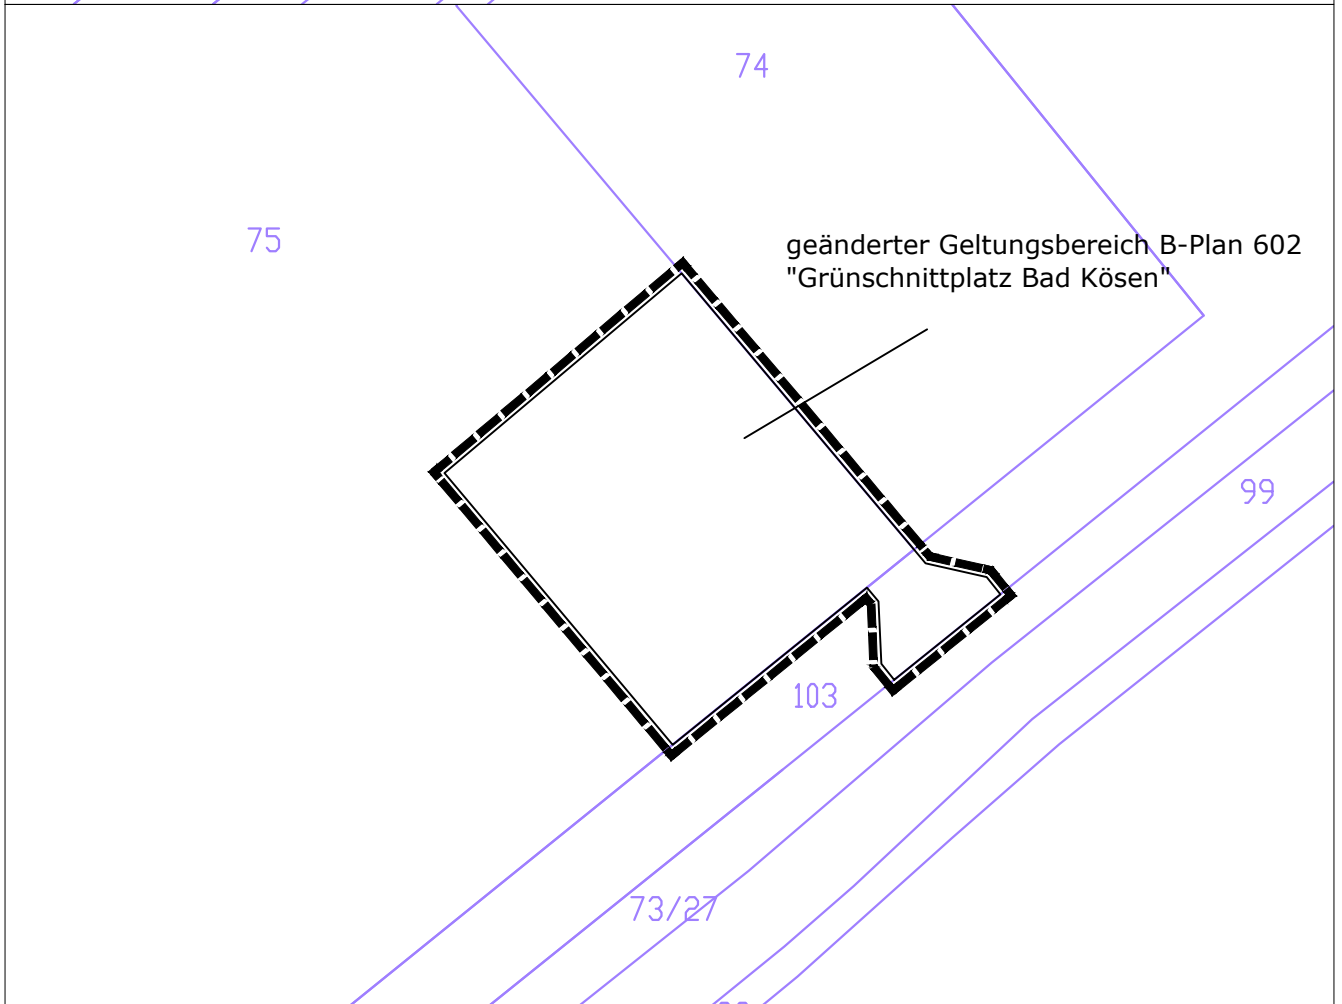 74
75
geänderter Geltungsbereich B-Plan 602
"Grünschnittplatz Bad Kösen"
99
103
73/27